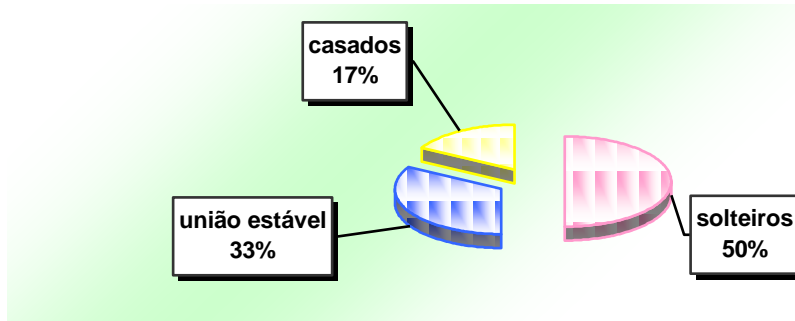 casados
17%
união estável
33%
solteiros
50%